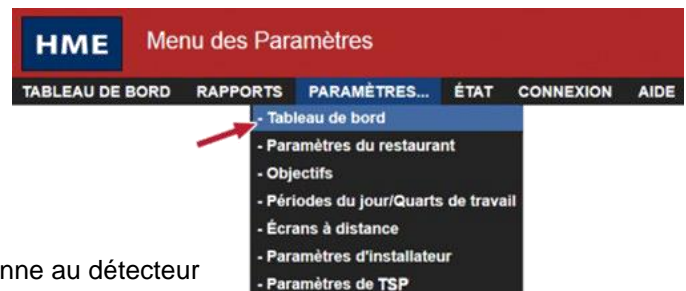 HME Menu des Paramètres
TABLEAU DE BORD RAPPORTS PARAMÈTRES... ÉTAT CONNEXION AIDE
- Tableau de bord
- Paramètres du restaurant
- Objectifs
- Périodes du jour/Quarts de travail
- Écrans à distance
- Paramètres d'installateur
nne au détecteur
- Paramètres de TSP